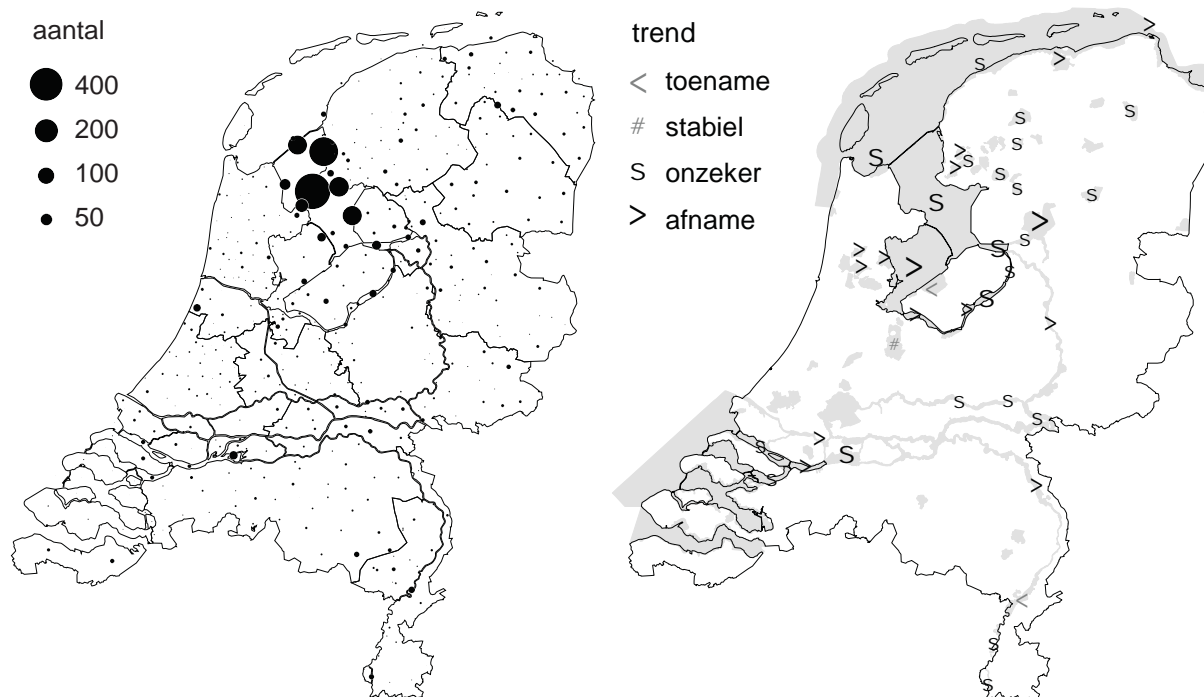 aantal
400
200
100
50
trend
< toename
# stabiel
S onzeker
> afname